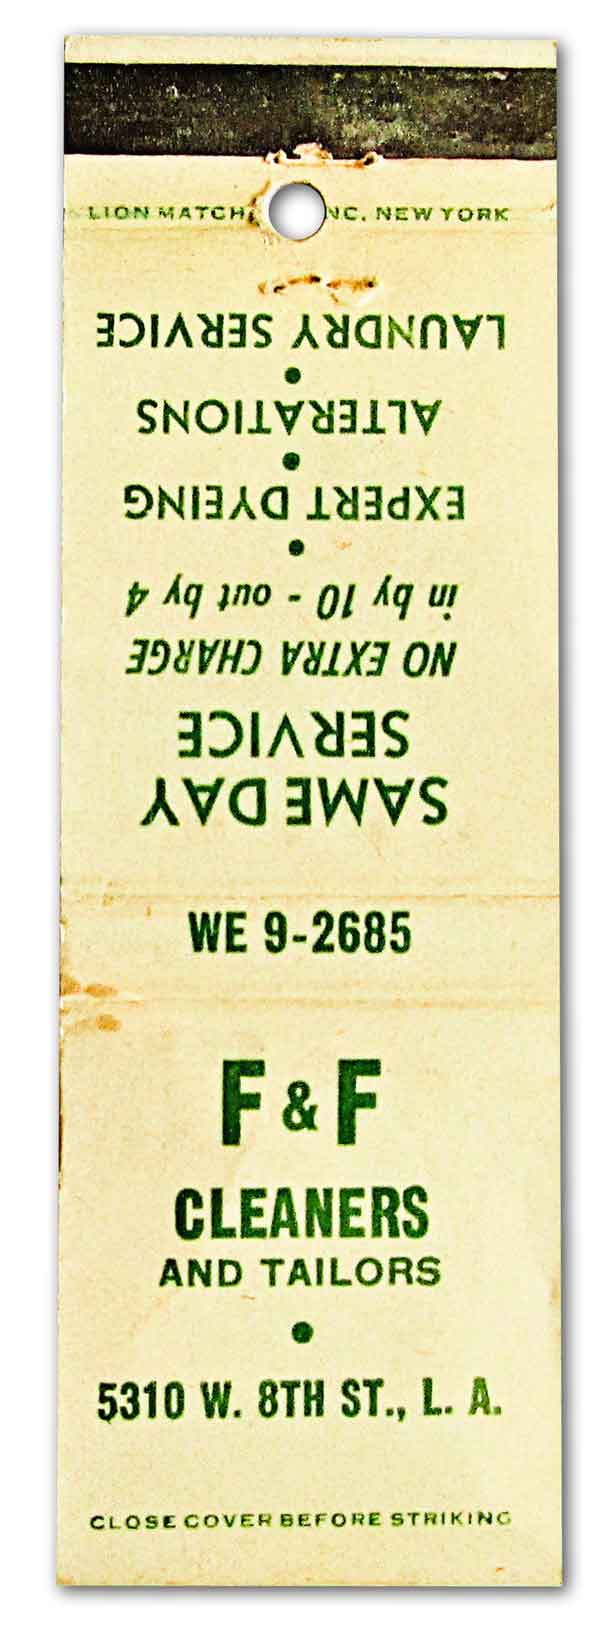 LION MATCH NC, NEW YORK
SAME DAY
SERVICE
NO EXTRA CHARGE
in by 10 - out by 4
•
EXPERT DYEING
•
ALTERATIONS
•
LAUNDRY SERVICE
WE 9-2685
F & F
CLEANERS
AND TAILORS
•
5310 W. 8TH ST., L. A.
CLOSE COVER BEFORE STRIKING